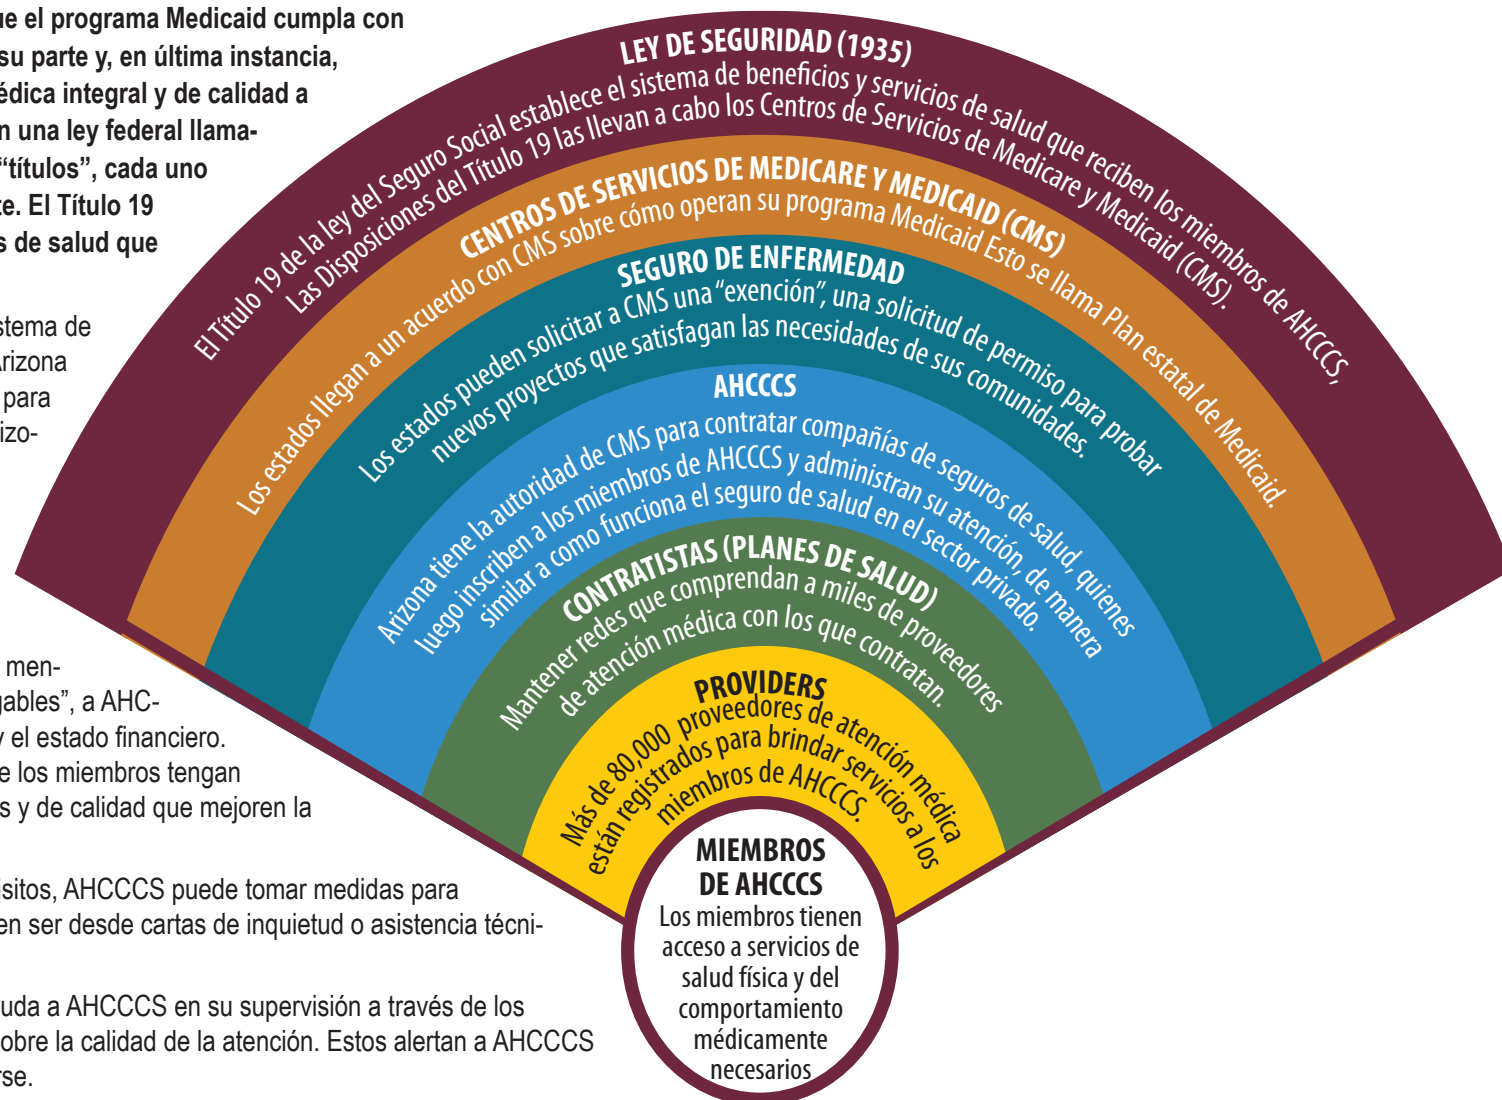 ue el programa Medicaid cumpla con
su parte y, en última instancia,
édica integral y de calidad a
n una ley federal llama-
“títulos”, cada uno
te. El Título 19
s de salud que
stema de
Arizona
para
izo-
men-
gables”, a AHC-
y el estado financiero.
e los miembros tengan
s y de calidad que mejoren la
isitos, AHCCCS puede tomar medidas para
en ser desde cartas de inquietud o asistencia técni-
uda a AHCCCS en su supervisión a través de los
obre la calidad de la atención. Estos alertan a AHCCCS
rse.
LEY DE SEGURIDAD (1935)
El Título 19 de la ley del Seguro Social establece el sistema de beneficios y servicios de salud que reciben los miembros de AHCCCS,
Las Disposiciones del Título 19 las llevan a cabo los Centros de Servicios de Medicare y Medicaid (CMS).
CENTROS DE SERVICIOS DE MEDICARE Y MEDICAID (CMS)
Los estados llegan a un acuerdo con CMS sobre cómo operan su programa Medicaid Esto se llama Plan estatal de Medicaid.
SEGURO DE ENFERMEDAD
Los estados pueden solicitar a CMS una “exención”, una solicitud de permiso para probar
nuevos proyectos que satisfagan las necesidades de sus comunidades.
AHCCCS
Arizona tiene la autoridad de CMS para contratar compañías de seguros de salud, quienes
luego inscriben a los miembros de AHCCCS y administran su atención, de manera
similar a como funciona el seguro de salud en el sector privado.
CONTRATISTAS (PLANES DE SALUD)
Mantener redes que comprendan a miles de proveedores
de atención médica con los que contratan.
PROVIDERS
Más de 80,000 proveedores de atención médica
están registrados para brindar servicios a los
miembros de AHCCCS.
MIEMBROS
DE AHCCCS
Los miembros tienen
acceso a servicios de
salud física y del
comportamiento
médicamente
necesarios